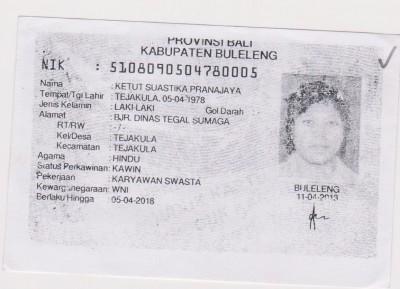 PROVINSI BALI
KABUPATEN BULELENG
NIK : 5108090504780005
Nama : KETUT SUASTIKA PRANAJAYA
Tempat/Tgl Lahir : TEJAKULA, 05-04-1978
Jenis Kelamin : LAKI-LAKI Gol Darah :
Alamat : BJR. DINAS TEGAL SUMAGA
RT/RW : -/-
Kel/Desa : TEJAKULA
Kecamatan : TEJAKULA
Agama : HINDU
Status Perkawinan: KAWIN
Pekerjaan : KARYAWAN SWASTA
Kewarganegaraan: WNI
Berlaku Hingga : 05-04-2018
BULELENG
11-04-2013